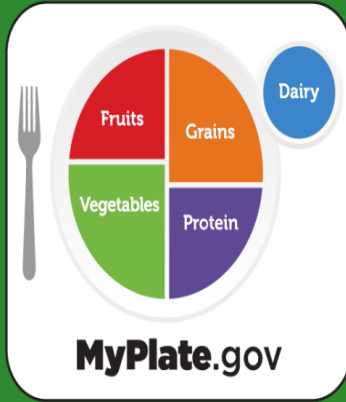 Fruits
Grains
Dairy
Vegetables
Protein
MyPlate.gov